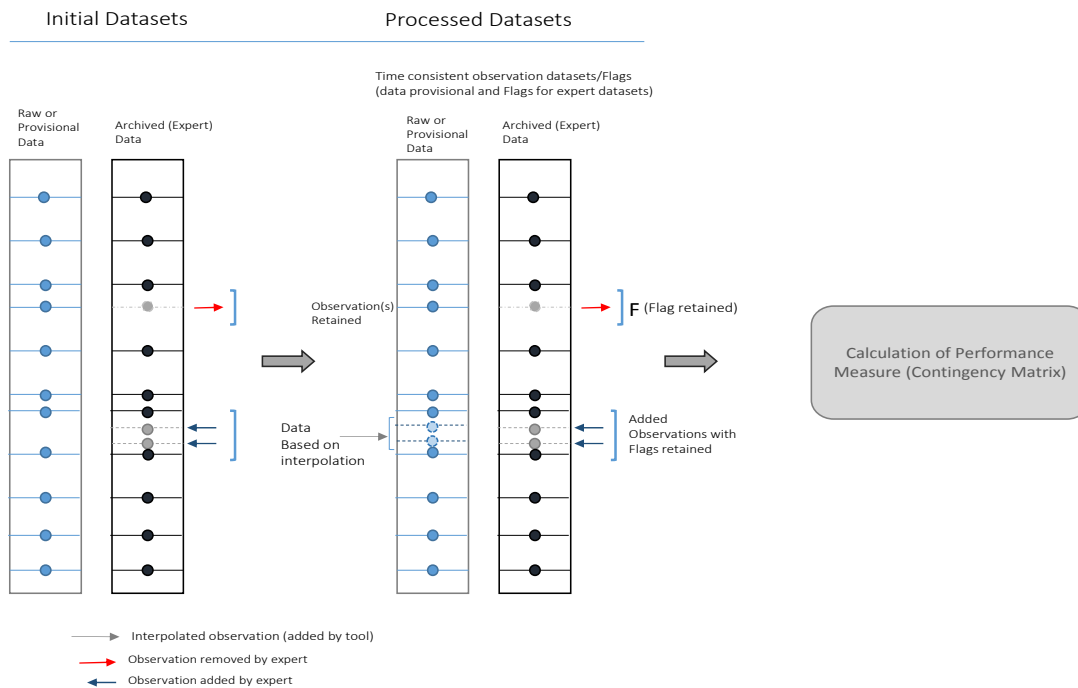 Initial Datasets
Processed Datasets
Time consistent observation datasets/Flags
(data provisional and Flags for expert datasets)
Raw or
Provisional
Data
Archived (Expert)
Data
Raw or
Provisional
Data
Archived (Expert)
Data
Observation(s)
Retained
F (Flag retained)
Calculation of Performance
Measure (Contingency Matrix)
Data
Based on
interpolation
Added
Observations with
Flags retained
Interpolated observation (added by tool)
Observation removed by expert
Observation added by expert